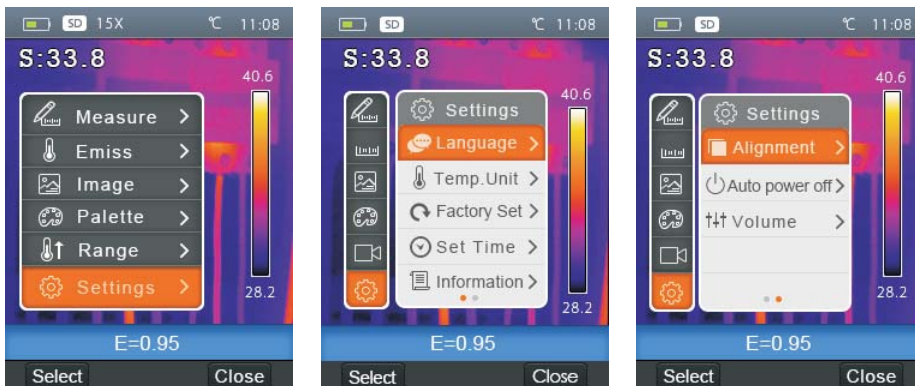 SD 15X ℃ 11:08
S:33.8
40.6
Measure >
Emiss >
Image >
Palette >
Range >
Settings >
28.2
E=0.95
Select Close
SD ℃ 11:08
S:33.8
40.6
Settings
Language >
Temp.Unit >
Factory Set >
Set Time >
Information >
28.2
E=0.95
Select Close
SD ℃ 11:08
S:33.8
40.6
Settings
Alignment >
Auto power off >
Volume >
28.2
E=0.95
Select Close